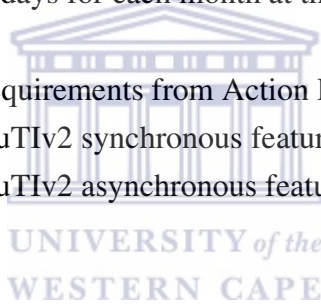 days for each month at th
quirements from Action
uTIv2 synchronous featur
uTIv2 asynchronous featu
UNIVERSITY of the
WESTERN CAPE